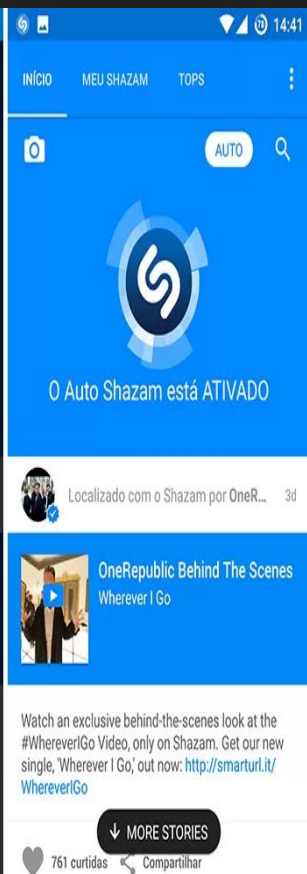 78 14:41
INÍCIO MEU SHAZAM TOPS
AUTO
O Auto Shazam está ATIVADO
Localizado com o Shazam por OneR... 3d
OneRepublic Behind The Scenes
Wherever I Go
Watch an exclusive behind-the-scenes look at the
#WhereverIGo Video, only on Shazam. Get our new
single, 'Wherever I Go,' out now: http://smarturl.it/
WhereverIGo
MORE STORIES
761 curtidas Compartilhar